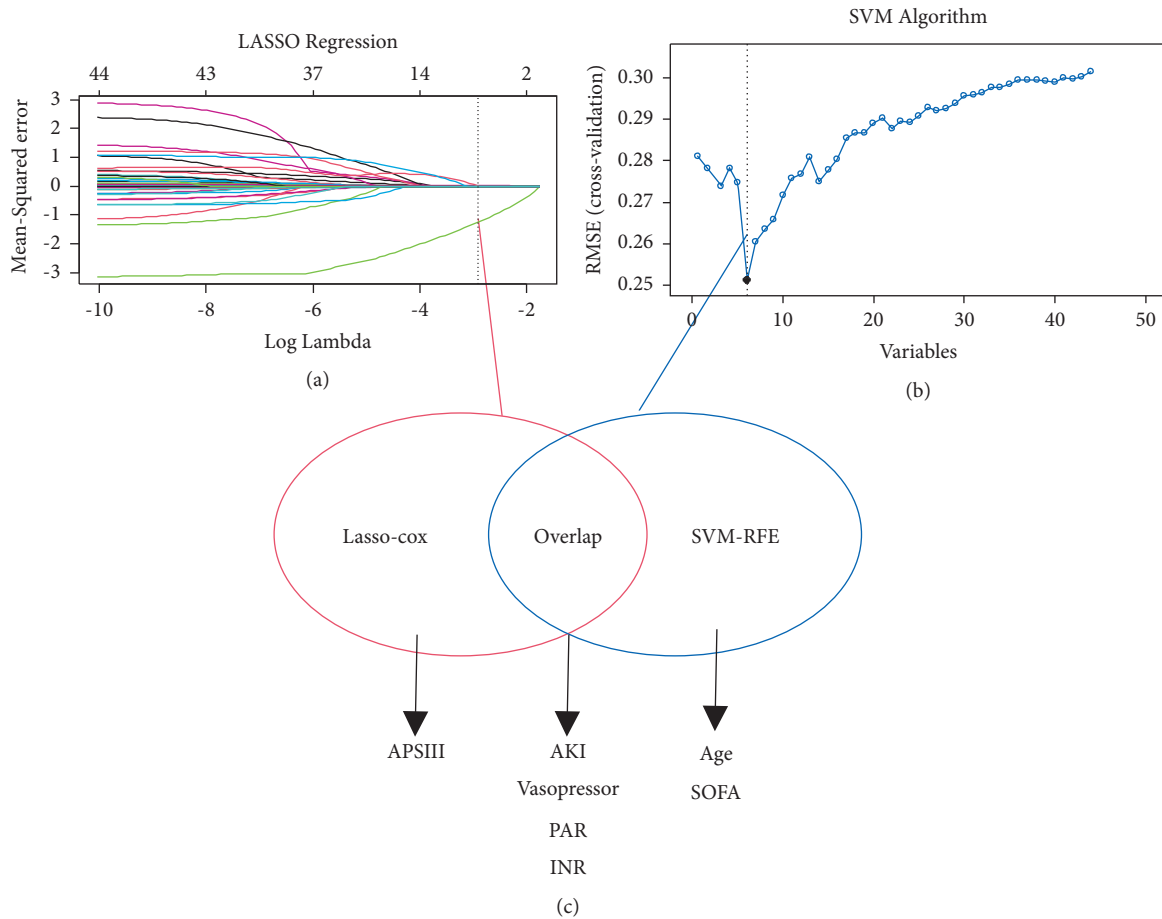 LASSO Regression
44 43 37 14 2
Mean-Squared error
3
2
1
0
-1
-2
-3
-10 -8 -6 -4 -2
Log Lambda
(a)
SVM Algorithm
RMSE (cross-validation)
0.30
0.29
0.28
0.27
0.26
0.25
0 10 20 30 40 50
Variables
(b)
Lasso-cox Overlap SVM-RFE
APSIII
AKI
Vasopressor
PAR
INR
Age
SOFA
(c)